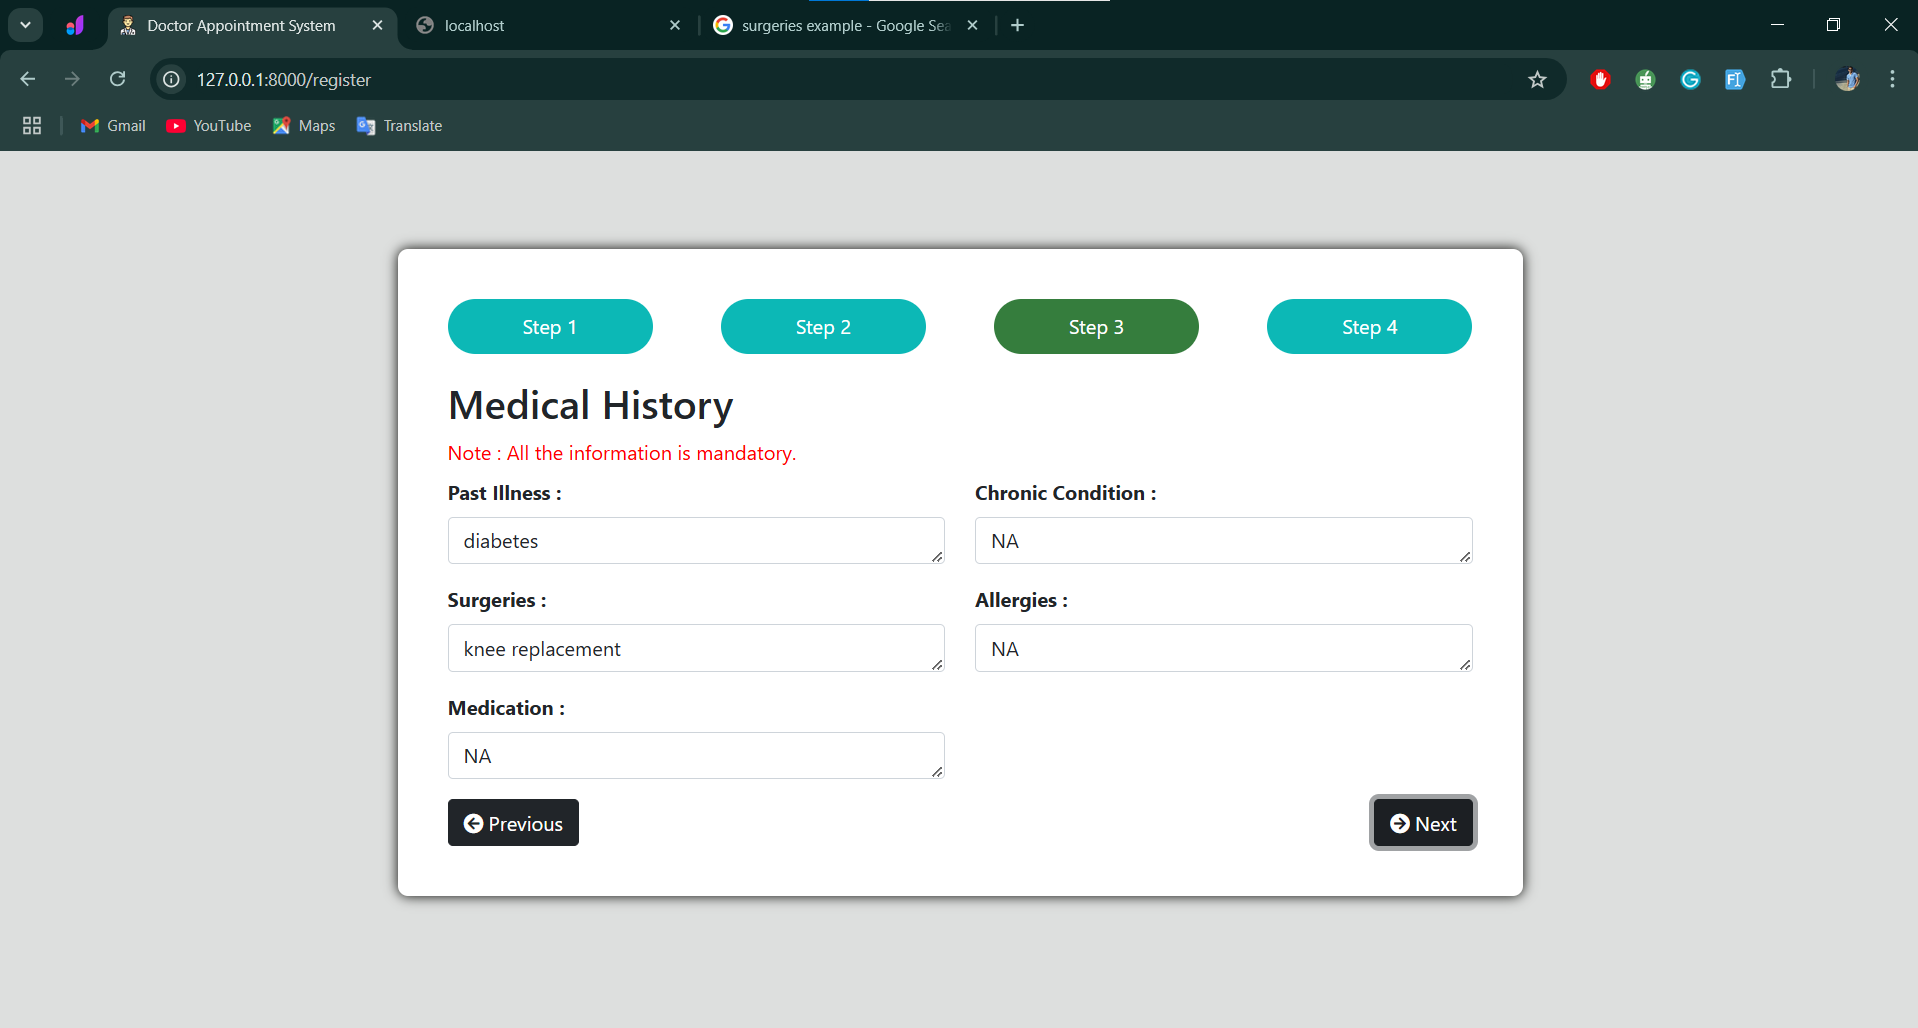 Doctor Appointment System
localhost
surgeries example - Google Sea
127.0.0.1:8000/register
Gmail
YouTube
Maps
Translate
Step 1
Step 2
Step 3
Step 4
Medical History
Note : All the information is mandatory.
Past Illness :
Chronic Condition :
diabetes
NA
Surgeries :
Allergies :
knee replacement
NA
Medication :
NA
Previous
Next